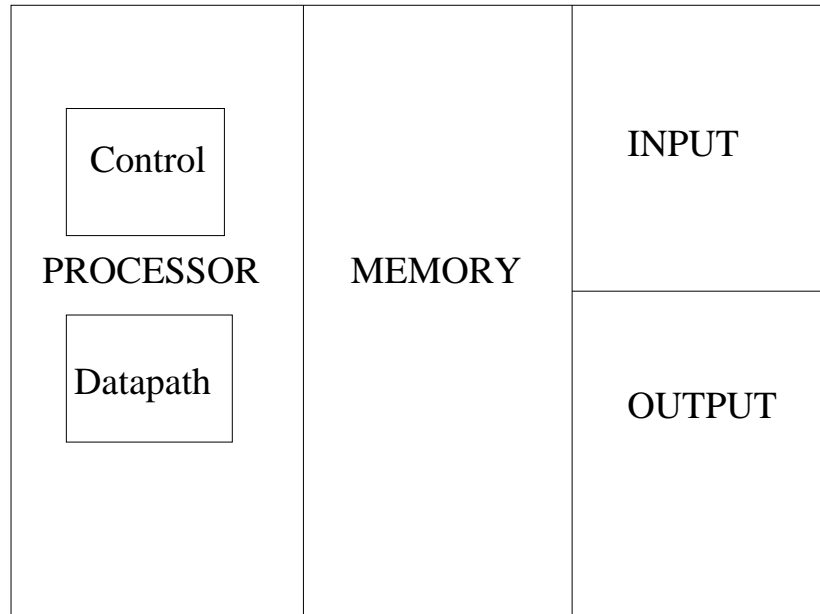 Control
PROCESSOR
Datapath
MEMORY
INPUT
OUTPUT